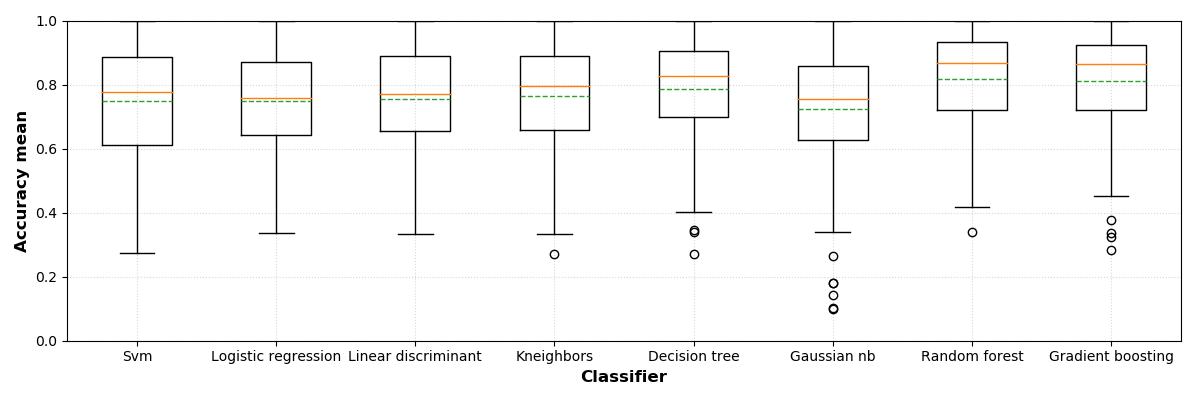 Accuracy mean
1.0
0.8
0.6
0.4
0.2
0.0
Svm Logistic regression Linear discriminant Kneighbors Decision tree Gaussian nb Random forest Gradient boosting
Classifier